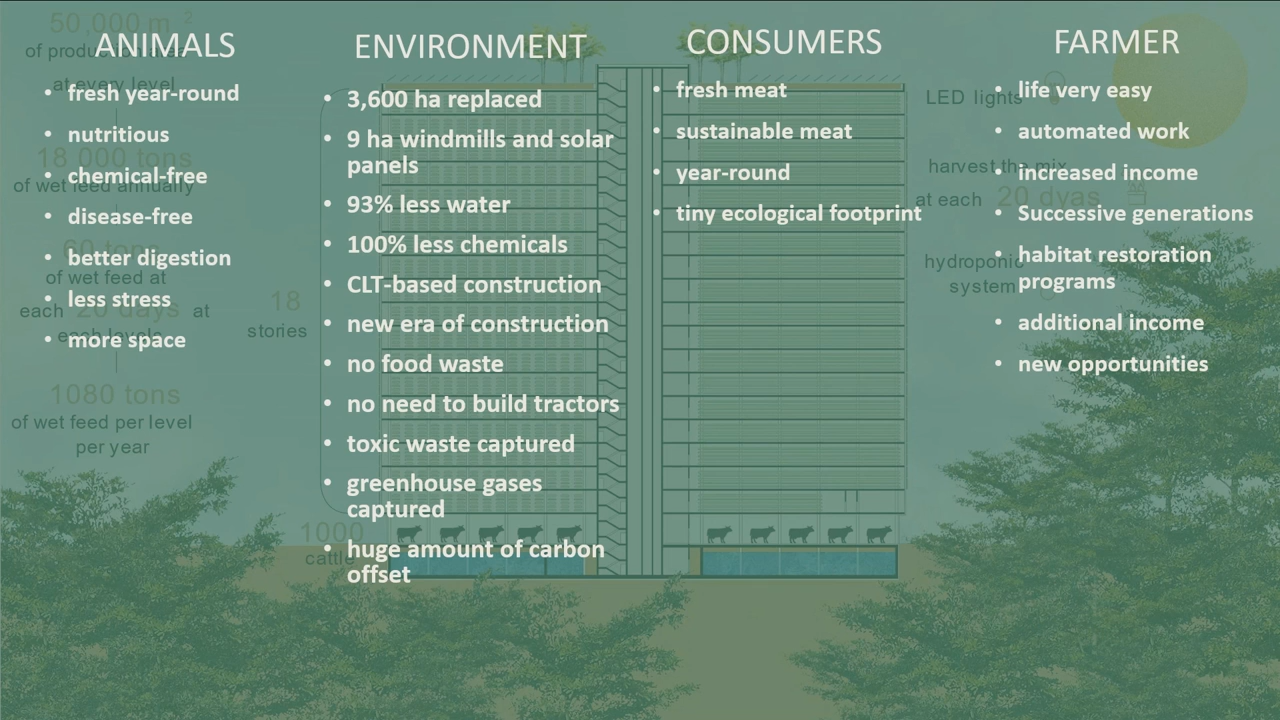 ANIMALS
fresh year-round
nutritious
chemical-free
disease-free
better digestion
less stress
more space
ENVIRONMENT
3,600 ha replaced
9 ha windmills and solar
panels
93% less water
100% less chemicals
CLT-based construction
new era of construction
no food waste
no need to build tractors
toxic waste captured
greenhouse gases
captured
huge amount of carbon
offset
CONSUMERS
fresh meat
sustainable meat
year-round
tiny ecological footprint
FARMER
life very easy
automated work
increased income
Successive generations
habitat restoration
programs
additional income
new opportunities
50,000 m 2
of production
at every level
18 000 tons
of wet feed annually
60 tons
of wet feed at
each 20 days at
each levels
1080 tons
of wet feed per level
per year
18
stories
1000
cattle
LED lights
harvest the mix
at each 20 dyas
hydroponic
system